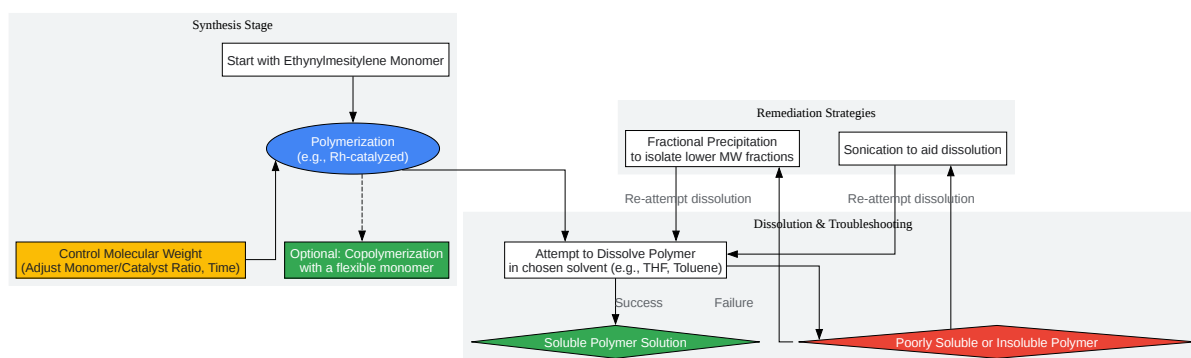 Synthesis Stage
Start with Ethynylmesitylene Monomer
Polymerization
(e.g., Rh-catalyzed)
Control Molecular Weight
(Adjust Monomer/Catalyst Ratio, Time)
Optional: Copolymerization
with a flexible monomer
Remediation Strategies
Fractional Precipitation
to isolate lower MW fractions
Sonication to aid dissolution
Re-attempt dissolution
Re-attempt dissolution
Dissolution & Troubleshooting
Attempt to Dissolve Polymer
in chosen solvent (e.g., THF, Toluene)
Success
Failure
Soluble Polymer Solution
Poorly Soluble or Insoluble Polymer